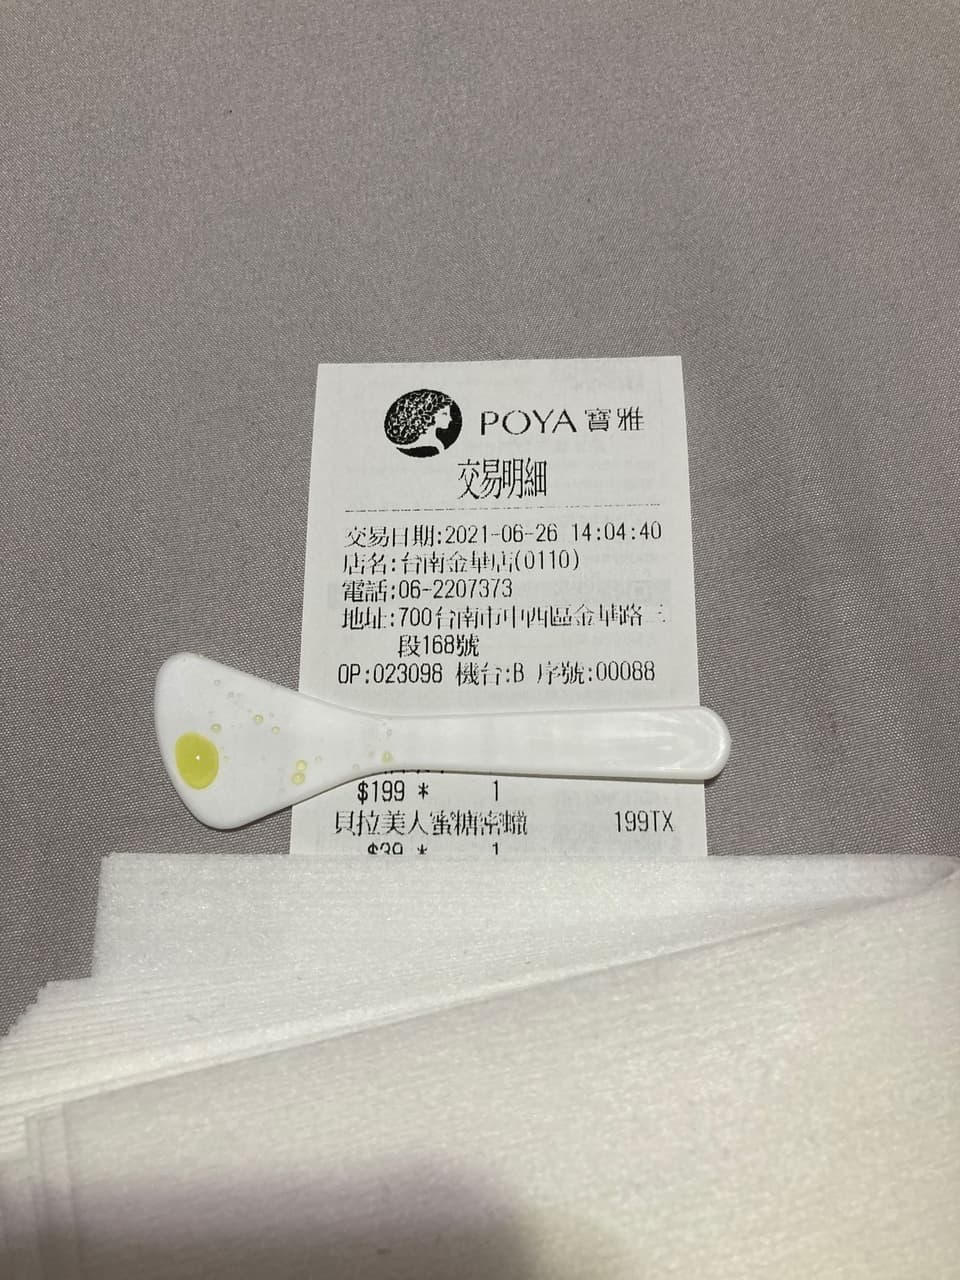 POYA 寶雅
交易明細
交易日期:2021-06-26 14:04:40
店名:台南金華店(0110)
電話:06-2207373
地址:700台南市中西區金華路三
段168號
OP:023098 機台:B 序號:00088
$199 * 1
貝拉美人蜜糖密蠟 199TX
$39 * 1